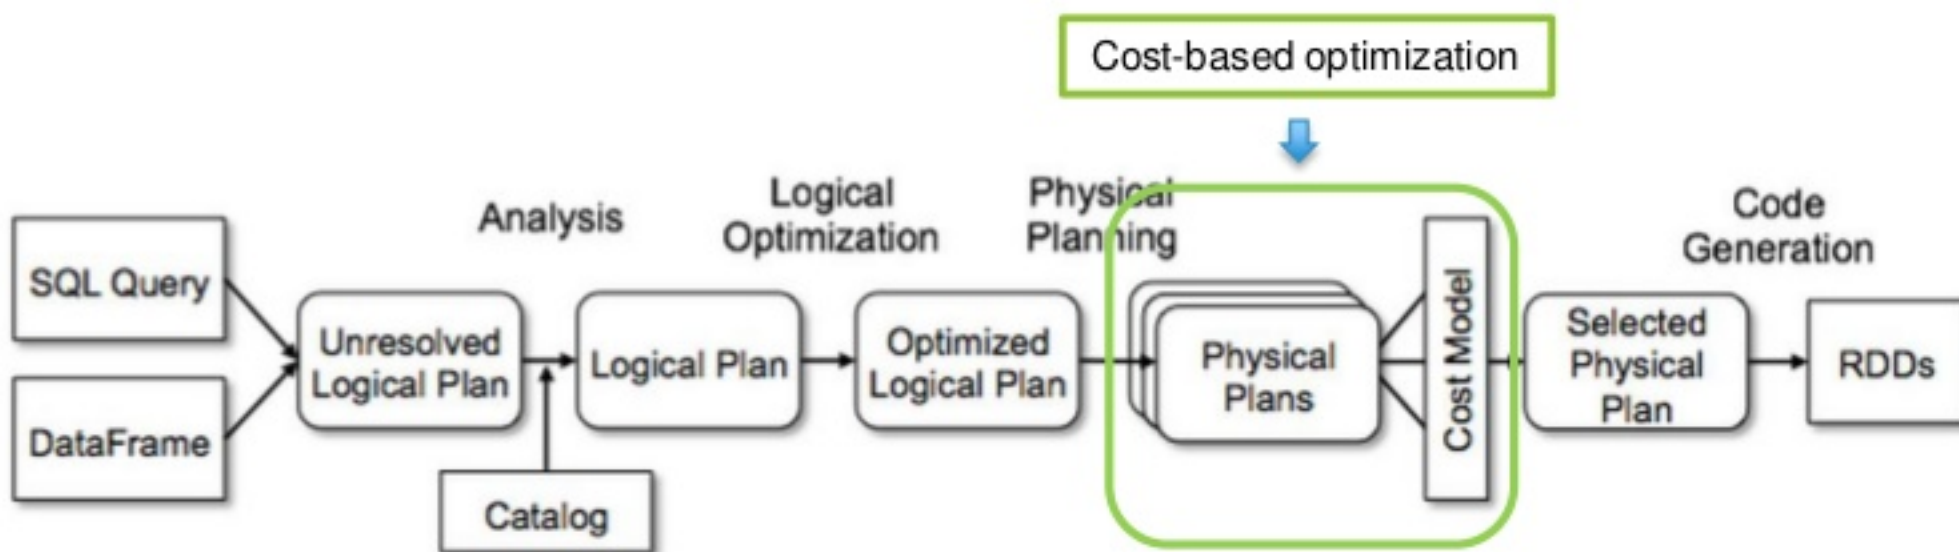 Cost-based optimization
Analysis
Logical
Optimization
Physical
Planning
Code
Generation
SQL Query
DataFrame
Unresolved
Logical Plan
Catalog
Logical Plan
Optimized
Logical Plan
Physical
Plans
Cost Model
Selected
Physical
Plan
RDDs